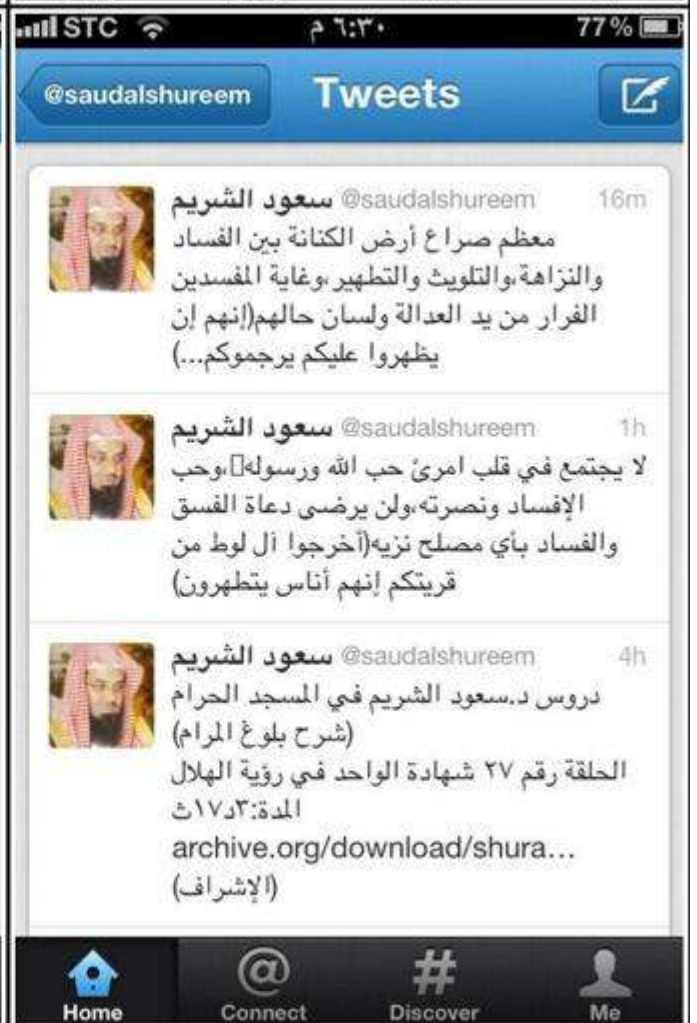 STC ٦:٣٠ م 77%
@saudalshureem Tweets
سعود الشريم @saudalshureem 16m
معظم صراع أرض الكنانة بين الفساد
والنزاهة،والتلويث والتطهير،وغاية المفسدين
الفرار من يد العدالة ولسان حالهم(إنهم إن
يظهروا عليكم يرجموكم...)
سعود الشريم @saudalshureem 1h
لا يجتمع في قلب امرئ حب الله ورسوله،وحب
الإفساد ونصرته،ولن يرضى دعاة الفسق
والفساد بأي مصلح نزيه(أخرجوا آل لوط من
قريتكم إنهم أناس يتطهرون)
سعود الشريم @saudalshureem 4h
دروس د.سعود الشريم في المسجد الحرام
(شرح بلوغ المرام)
الحلقة رقم ٢٧ شهادة الواحد في رؤية الهلال
المدة:٣د١٧ث
archive.org/download/shura...
(الإشراف)
Home Connect Discover Me